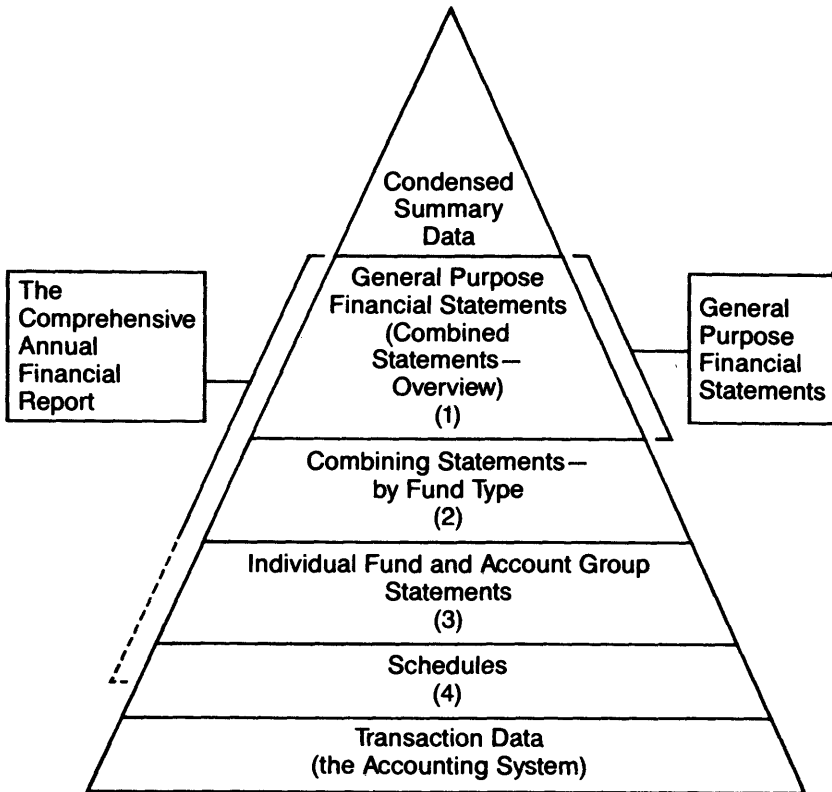 Condensed
Summary
Data
The
Comprehensive
Annual
Financial
Report
General Purpose
Financial Statements
(Combined
Statements—
Overview)
(1)
General
Purpose
Financial
Statements
Combining Statements—
by Fund Type
(2)
Individual Fund and Account Group
Statements
(3)
Schedules
(4)
Transaction Data
(the Accounting System)